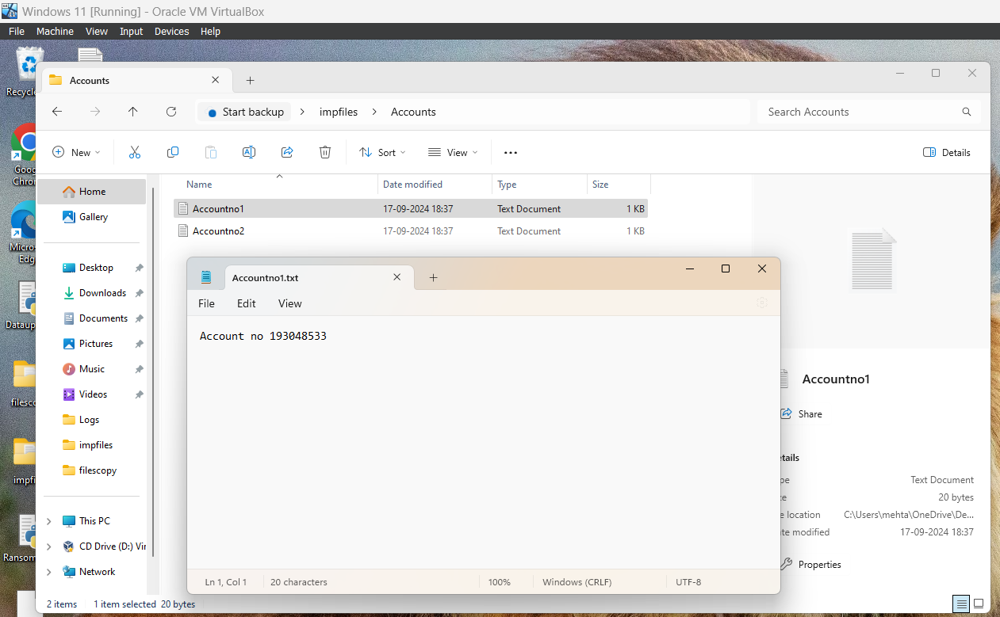 Windows 11 [Running] - Oracle VM VirtualBox
File Machine View Input Devices Help
Recycle
Accounts
Start backup > impfiles > Accounts
Search Accounts
New
Sort
View
Details
Name
Date modified
Type
Size
Accountno1 17-09-2024 18:37 Text Document 1 KB
Accountno2 17-09-2024 18:37 Text Document 1 KB
Goog
Chrom
Micros
Edg
Dataup
filesco
impfi
Ransom
Home
Gallery
Desktop
Downloads
Documents
Pictures
Music
Videos
Logs
impfiles
filescopy
This PC
CD Drive (D:) Vir
Network
Accountno1.txt
File Edit View
Account no 193048533
Ln 1, Col 1
20 characters
100%
Windows (CRLF)
UTF-8
Accountno1
Share
etails
pe Text Document
ze 20 bytes
e location C:\Users\mehta\OneDrive\De...
ate modified 17-09-2024 18:37
Properties
2 items
1 item selected 20 bytes